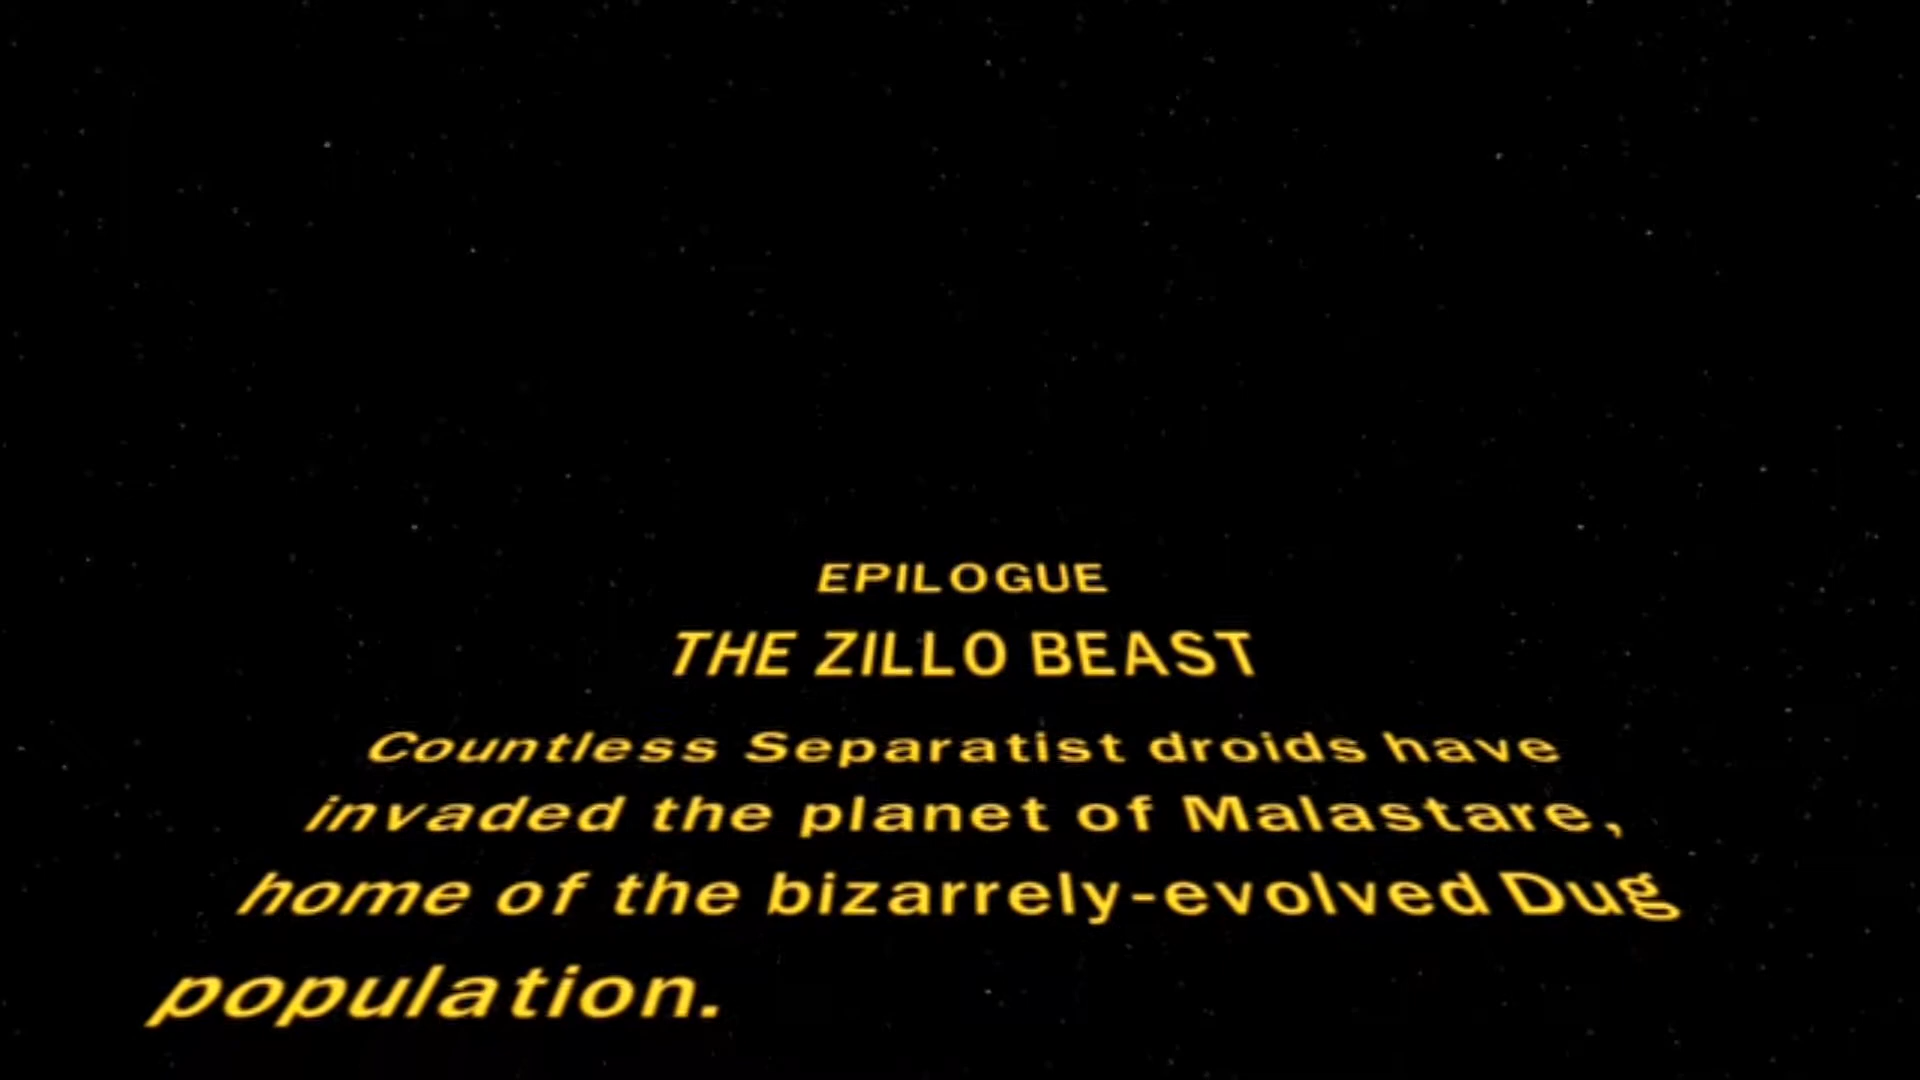 EPILOGUE
THE ZILLO BEAST
Countless Separatist droids have
invaded the planet of Malastare,
home of the bizarrely-evolved Dug
population.